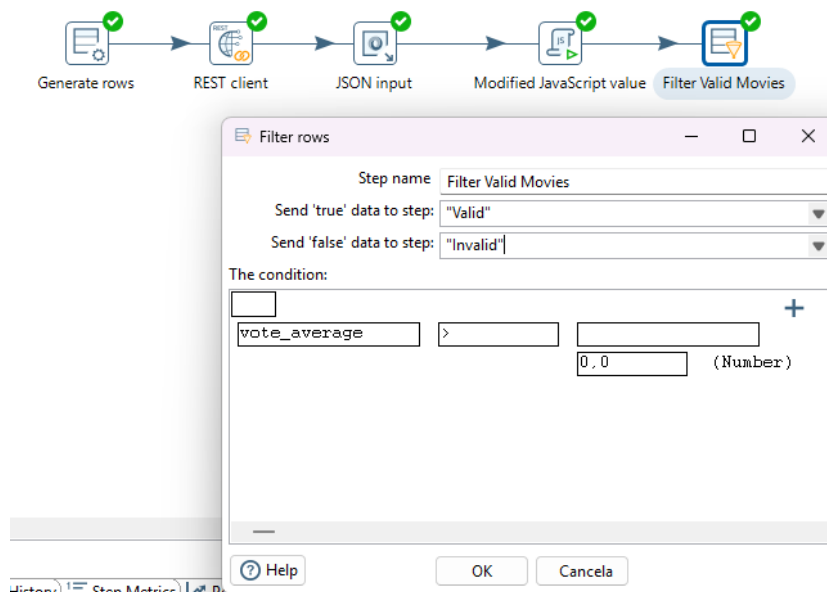 REST
JS
Generate rows
REST client
JSON input
Modified JavaScript value
Filter Valid Movies
Filter rows
Step name
Filter Valid Movies
Send 'true' data to step:
"Valid"
Send 'false' data to step:
"Invalid"
The condition:
vote_average
>
0,0
(Number)
Help
OK
Cancela
History
Step Metrics